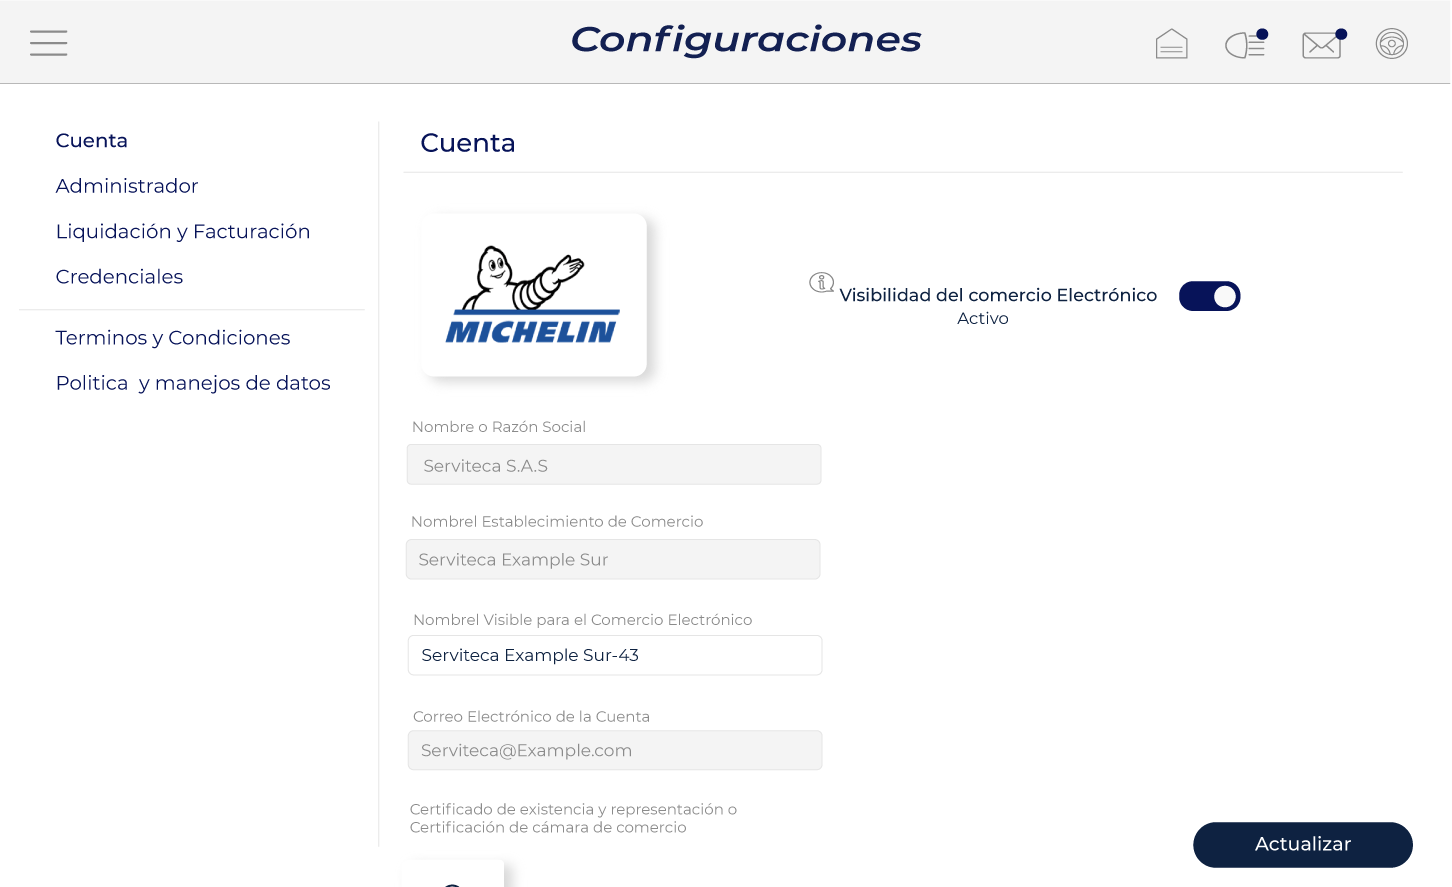 Configuraciones
Cuenta
Administrador
Liquidación y Facturación
Credenciales
Terminos y Condiciones
Politica  y manejos de datos
Cuenta
MICHELIN
Visibilidad del comercio Electrónico
Activo
Nombre o Razón Social
Serviteca S.A.S
Nombrel Establecimiento de Comercio
Serviteca Example Sur
Nombrel Visible para el Comercio Electrónico
Serviteca Example Sur-43
Correo Electrónico de la Cuenta
Serviteca@Example.com
Certificado de existencia y representación o
Certificación de cámara de comercio
Actualizar